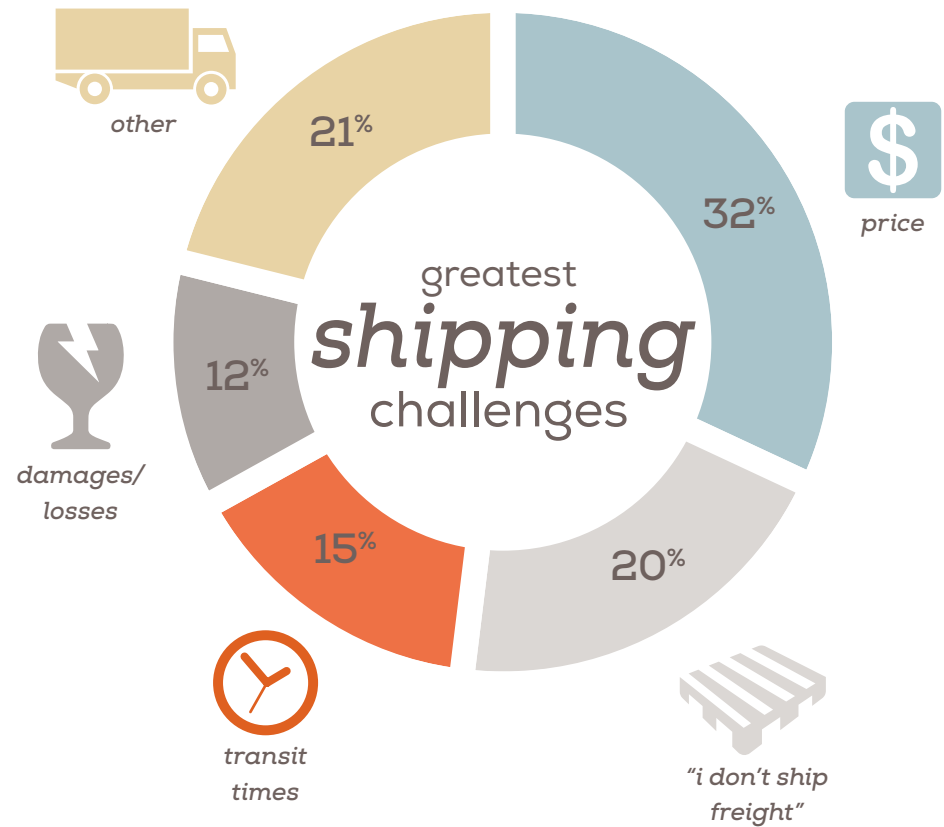 greatest
shipping
challenges
32%
$
price
20%
"i don't ship
freight"
15%
transit
times
12%
damages/
losses
21%
other